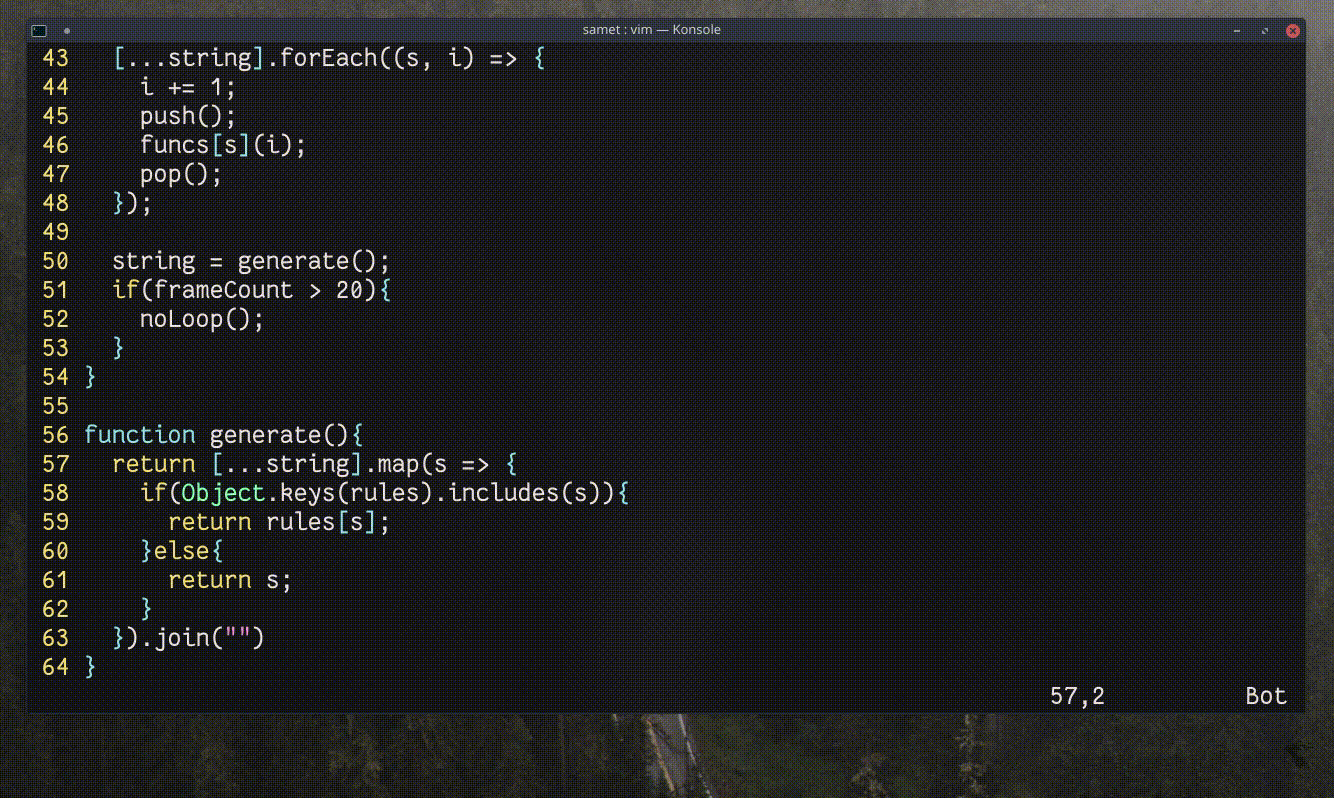 samet : vim — Konsole
43   [...string].forEach((s, i) => {
44     i += 1;
45     push();
46     funcs[s](i);
47     pop();
48   });
49
50   string = generate();
51   if(frameCount > 20){
52     noLoop();
53   }
54 }
55
56 function generate(){
57   return [...string].map(s => {
58     if(Object.keys(rules).includes(s)){
59       return rules[s];
60     }else{
61       return s;
62     }
63   }).join("")
64 }
57,2 Bot